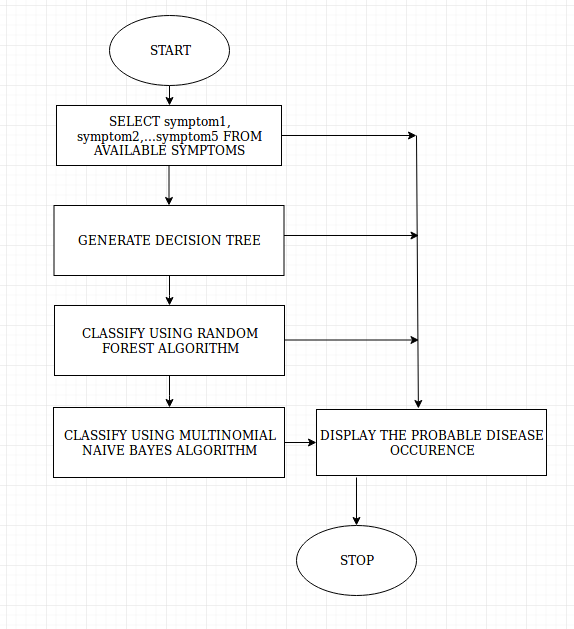 START
SELECT symptom1,
symptom2,...symptom5 FROM
AVAILABLE SYMPTOMS
GENERATE DECISION TREE
CLASSIFY USING RANDOM
FOREST ALGORITHM
CLASSIFY USING MULTINOMIAL
NAIVE BAYES ALGORITHM
DISPLAY THE PROBABLE DISEASE
OCCURENCE
STOP